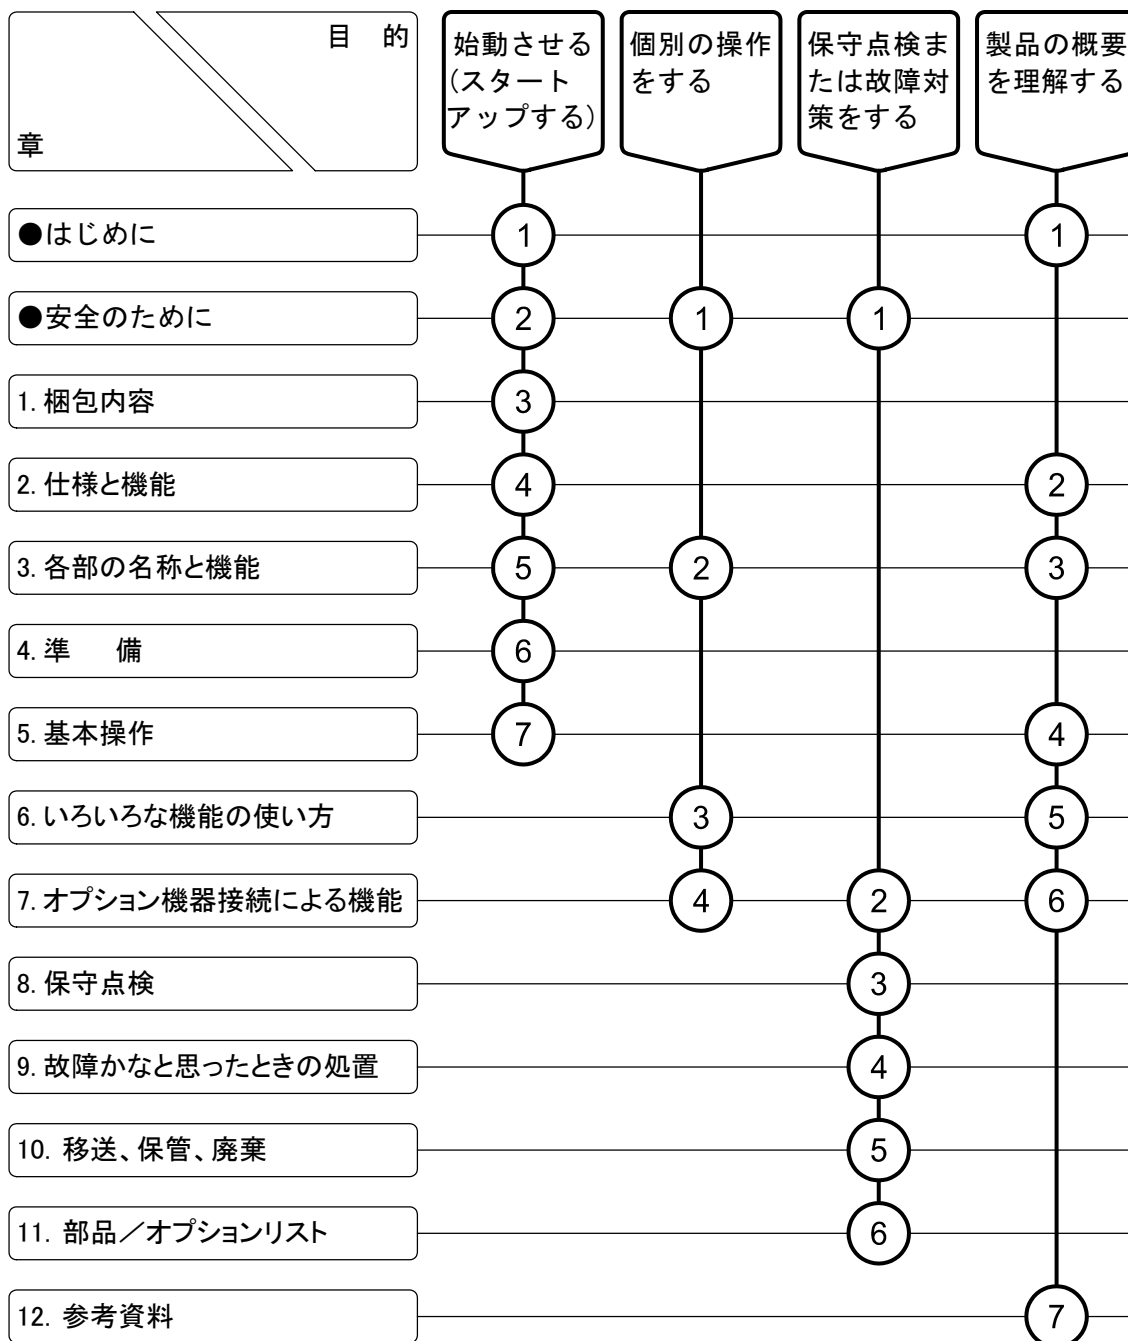 目　的
章
始動させる
(スタート
アップする)
個別の操作
をする
保守点検ま
たは故障対
策をする
製品の概要
を理解する
●はじめに
1
1
●安全のために
2
1
1
1. 梱包内容
3
2. 仕様と機能
4
2
3. 各部の名称と機能
5
2
3
4. 準　備
6
5. 基本操作
7
4
6. いろいろな機能の使い方
3
5
7. オプション機器接続による機能
4
2
6
8. 保守点検
3
9. 故障かなと思ったときの処置
4
10. 移送、保管、廃棄
5
11. 部品／オプションリスト
6
12. 参考資料
7